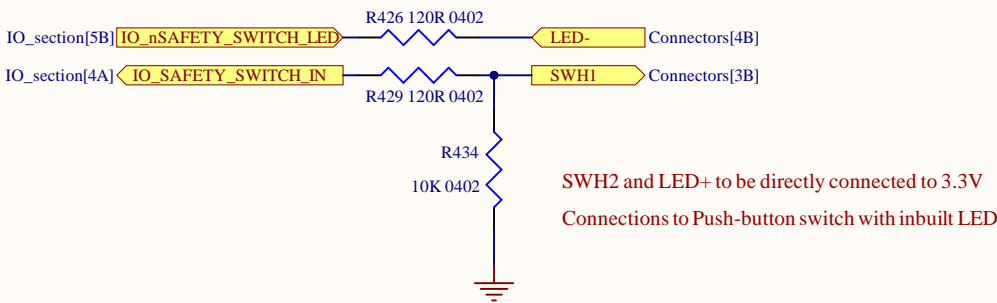 R426 120R 0402
IO_section[5B] IO_nSAFETY_SWITCH_LED LED- Connectors[4B]
IO_section[4A] IO_SAFETY_SWITCH_IN SWH1 Connectors[3B]
R429 120R 0402
R434
10K 0402
SWH2 and LED+ to be directly connected to 3.3V
Connections to Push-button switch with inbuilt LED